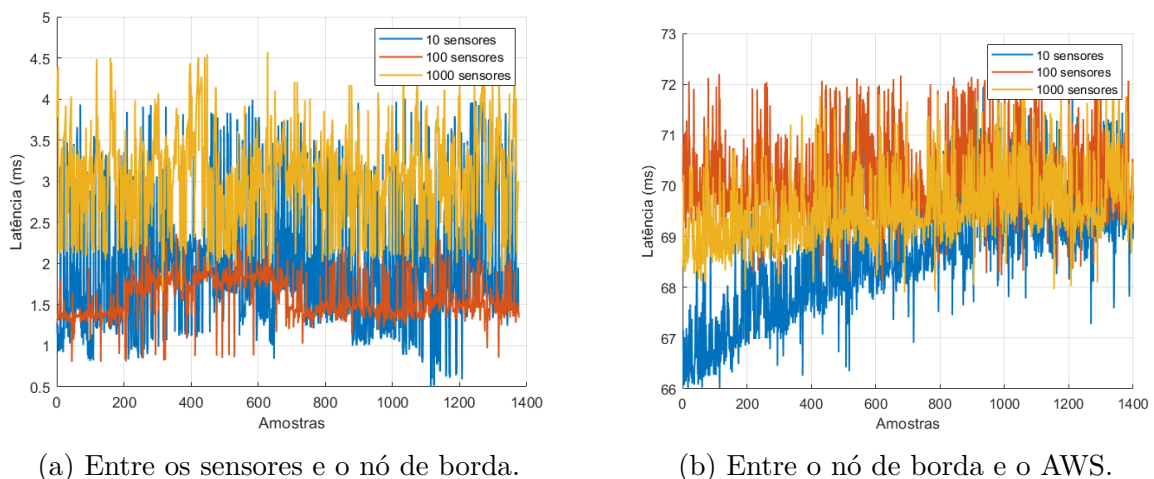 5
4.5
4
3.5
3
2.5
2
1.5
1
0.5
0 200 400 600 800 1000 1200 1400
Latência (ms)
Amostras
10 sensores
100 sensores
1000 sensores
(a) Entre os sensores e o nó de borda.
73
72
71
70
69
68
67
66
0 200 400 600 800 1000 1200 1400
Latência (ms)
Amostras
10 sensores
100 sensores
1000 sensores
(b) Entre o nó de borda e o AWS.